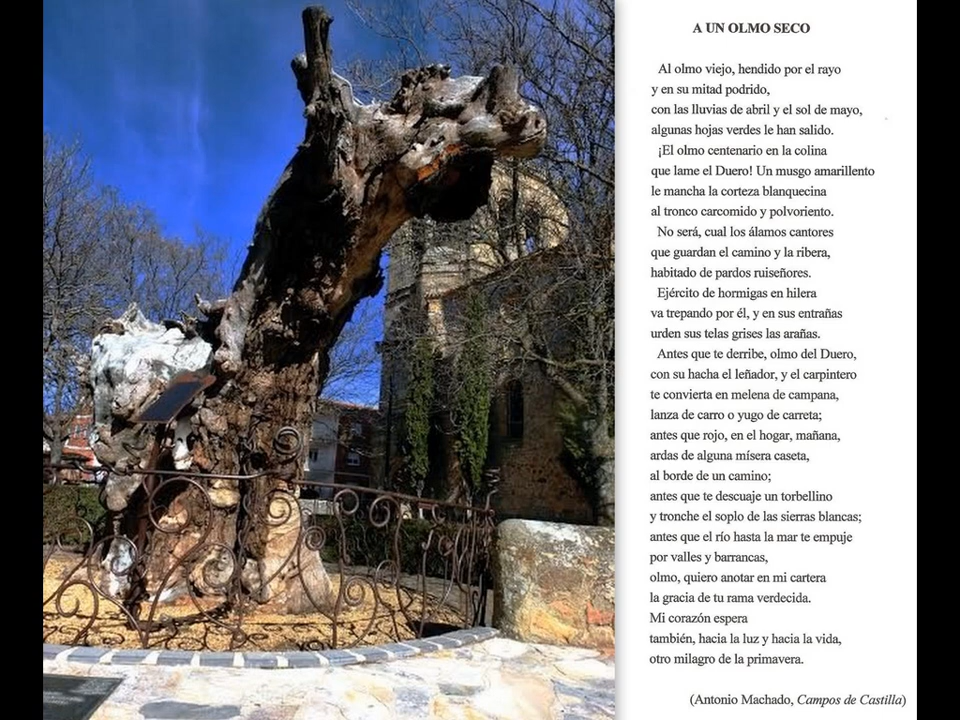 A UN OLMO SECO
Al olmo viejo, hendido por el rayo
y en su mitad podrido,
con las lluvias de abril y el sol de mayo,
algunas hojas verdes le han salido.
¡El olmo centenario en la colina
que lame el Duero! Un musgo amarillento
le mancha la corteza blanquecina
al tronco carcomido y polvoriento.
No será, cual los álamos cantores
que guardan el camino y la ribera,
habitado de pardos ruiseñores.
Ejército de hormigas en hilera
va trepando por él, y en sus entrañas
urden sus telas grises las arañas.
Antes que te derribe, olmo del Duero,
con su hacha el leñador, y el carpintero
te convierta en melena de campana,
lanza de carro o yugo de carreta;
antes que rojo, en el hogar, mañana,
ardas de alguna mísera caseta,
al borde de un camino;
antes que te descuaje un torbellino
y tronche el soplo de las sierras blancas;
antes que el río hasta la mar te empuje
por valles y barrancas,
olmo, quiero anotar en mi cartera
la gracia de tu rama verdecida.
Mi corazón espera
también, hacia la luz y hacia la vida,
otro milagro de la primavera.
(Antonio Machado, Campos de Castilla)